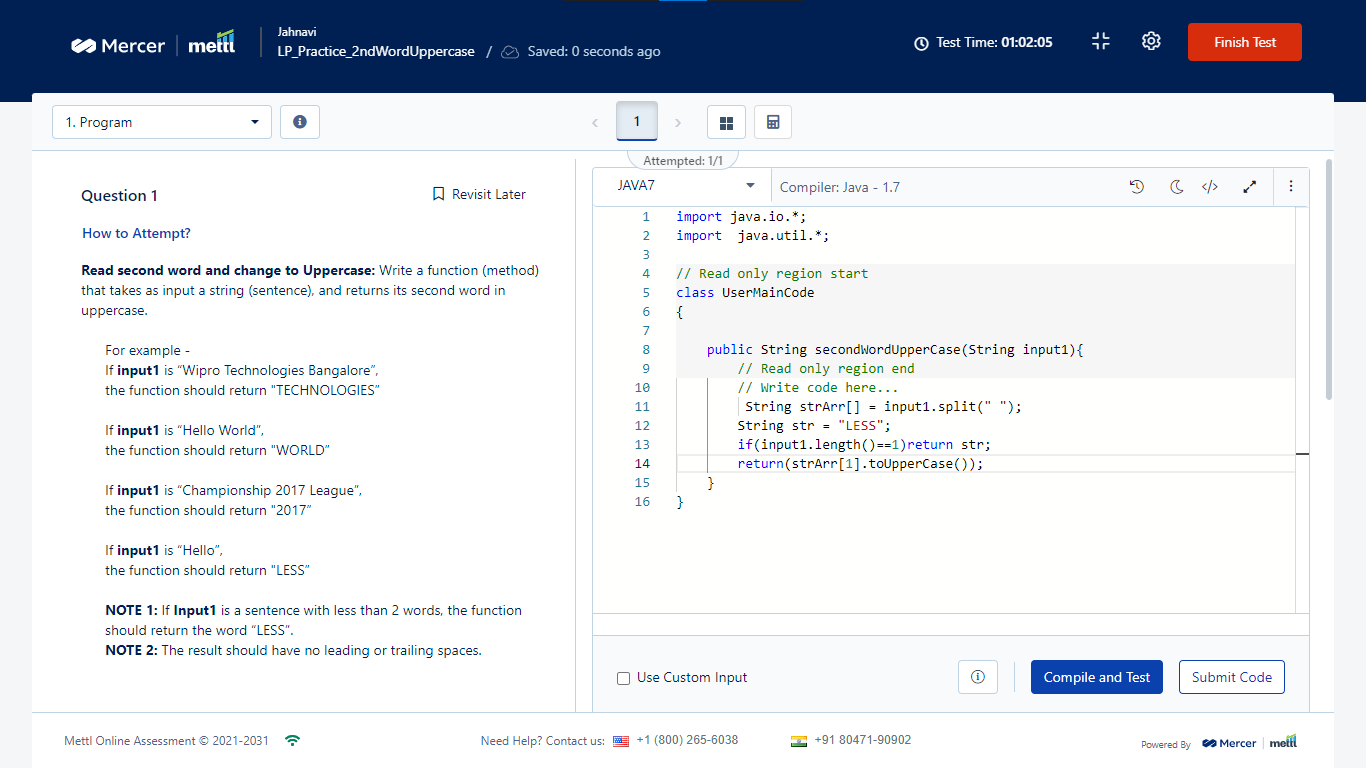 Mercer mettl
Jahnavi
LP_Practice_2ndWordUppercase / Saved: 0 seconds ago
Test Time: 01:02:05
Finish Test
1. Program
1
Attempted: 1/1
Question 1
Revisit Later
How to Attempt?
Read second word and change to Uppercase: Write a function (method)
that takes as input a string (sentence), and returns its second word in
uppercase.
For example -
If input1 is “Wipro Technologies Bangalore”,
the function should return "TECHNOLOGIES”
If input1 is “Hello World”,
the function should return "WORLD”
If input1 is “Championship 2017 League”,
the function should return "2017”
If input1 is “Hello”,
the function should return "LESS”
NOTE 1: If Input1 is a sentence with less than 2 words, the function
should return the word “LESS”.
NOTE 2: The result should have no leading or trailing spaces.
JAVA7
Compiler: Java - 1.7
1 import java.io.*;
2 import  java.util.*;
3
4 // Read only region start
5 class UserMainCode
6 {
7
8     public String secondWordUpperCase(String input1){
9         // Read only region end
10         // Write code here...
11          String strArr[] = input1.split(" ");
12         String str = "LESS";
13         if(input1.length()==1)return str;
14         return(strArr[1].toUpperCase());
15     }
16 }
Use Custom Input
Compile and Test
Submit Code
Mettl Online Assessment © 2021-2031
Need Help? Contact us: +1 (800) 265-6038
+91 80471-90902
Powered By Mercer mettl